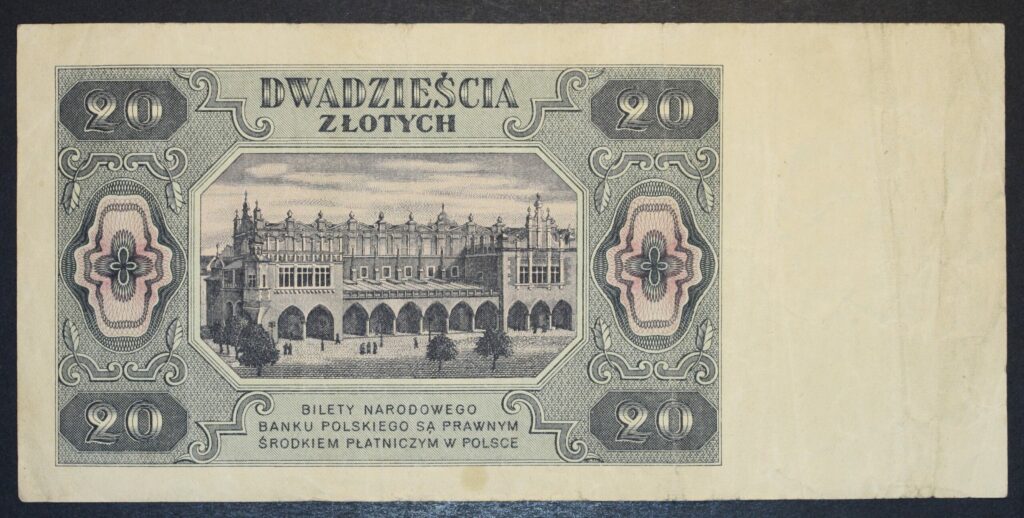 20 DWADZIEŚCIA 20
ZŁOTYCH
BILETY NARODOWEGO
BANKU POLSKIEGO SĄ PRAWNYM
ŚRODKIEM PŁATNICZYM W POLSCE
20 20